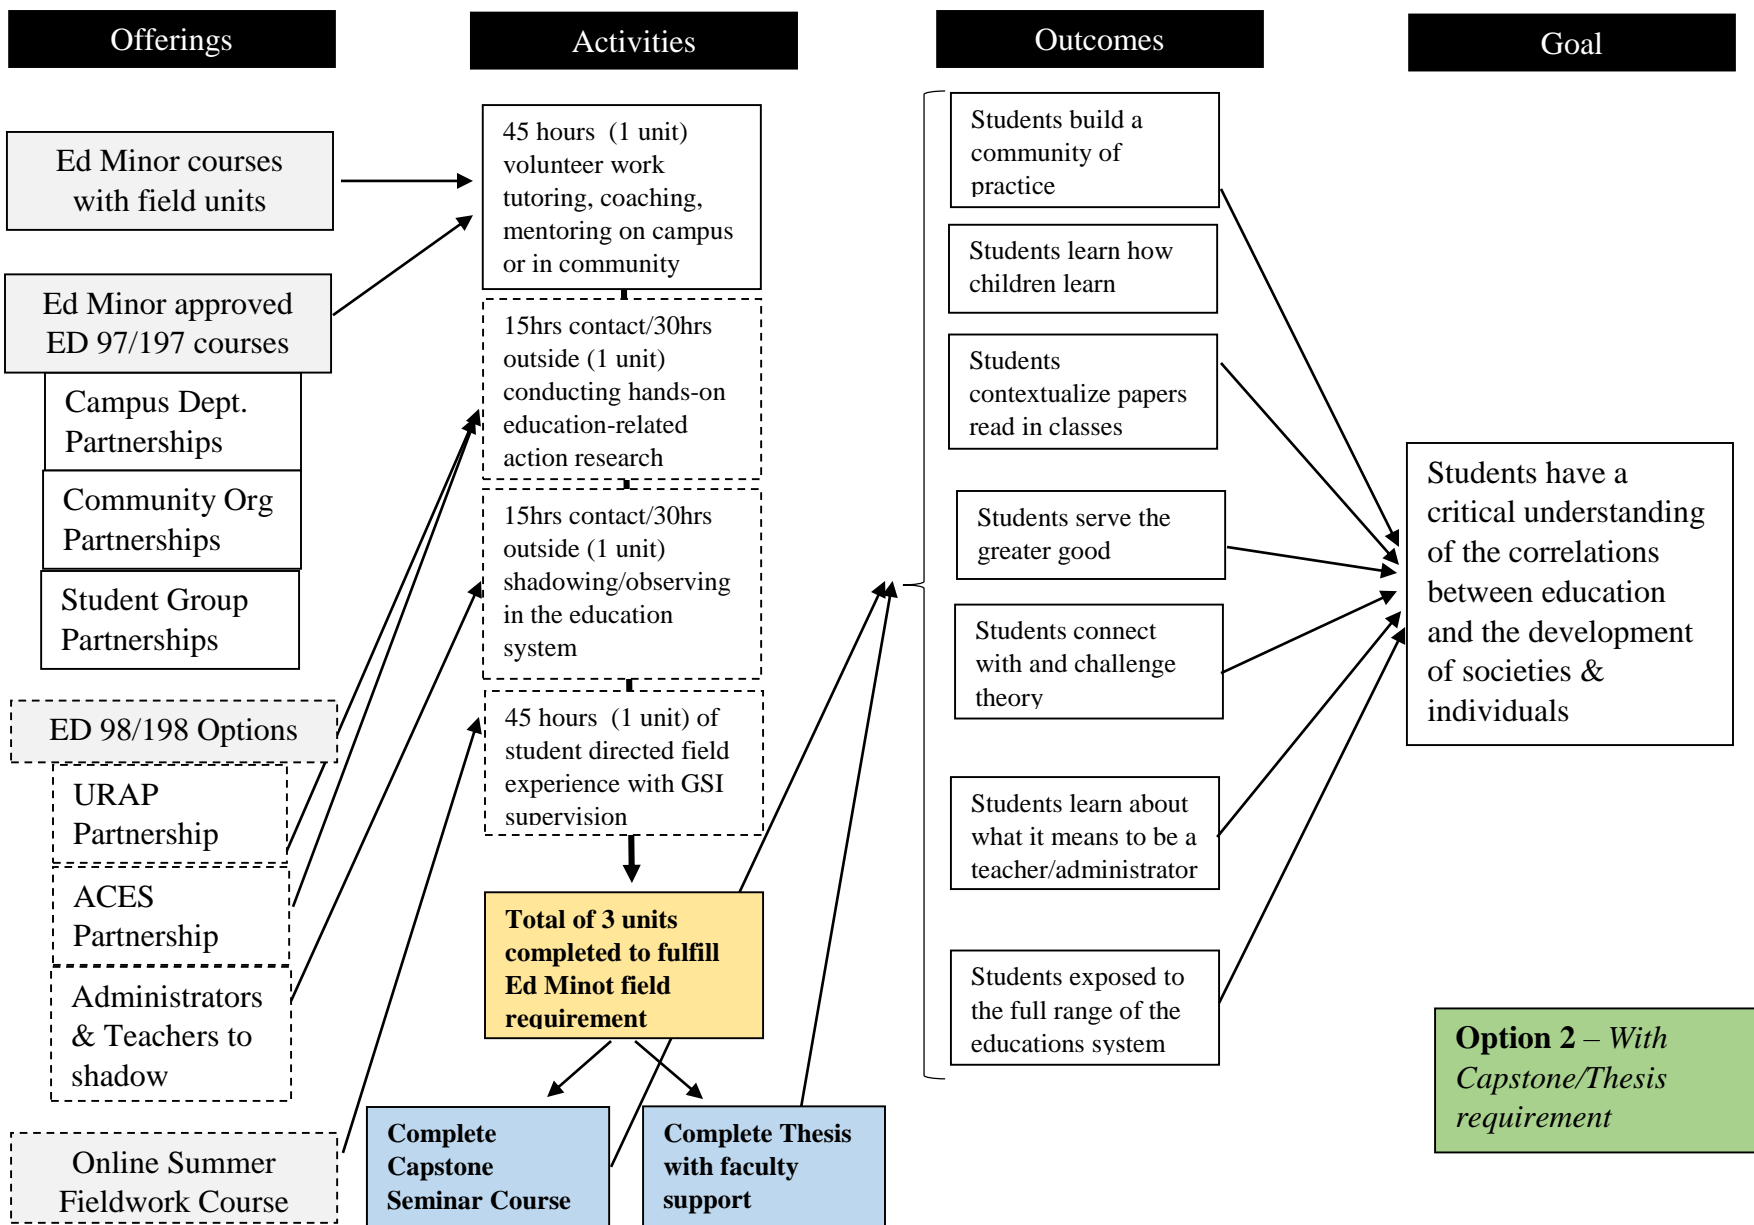 Offerings
Activities
Outcomes
Goal
Ed Minor courses
with field units
Ed Minor approved
ED 97/197 courses
Campus Dept.
Partnerships
Community Org
Partnerships
Student Group
Partnerships
ED 98/198 Options
URAP
Partnership
ACES
Partnership
Administrators
& Teachers to
shadow
Online Summer
Fieldwork Course
45 hours (1 unit)
volunteer work
tutoring, coaching,
mentoring on campus
or in community
15hrs contact/30hrs
outside (1 unit)
conducting hands-on
education-related
action research
15hrs contact/30hrs
outside (1 unit)
shadowing/observing
in the education
system
45 hours (1 unit) of
student directed field
experience with GSI
supervision
Total of 3 units
completed to fulfill
Ed Minot field
requirement
Complete
Capstone
Seminar Course
Complete Thesis
with faculty
support
Students build a
community of
practice
Students learn how
children learn
Students
contextualize papers
read in classes
Students serve the
greater good
Students connect
with and challenge
theory
Students learn about
what it means to be a
teacher/administrator
Students exposed to
the full range of the
educations system
Students have a
critical understanding
of the correlations
between education
and the development
of societies &
individuals
Option 2 – With
Capstone/Thesis
requirement